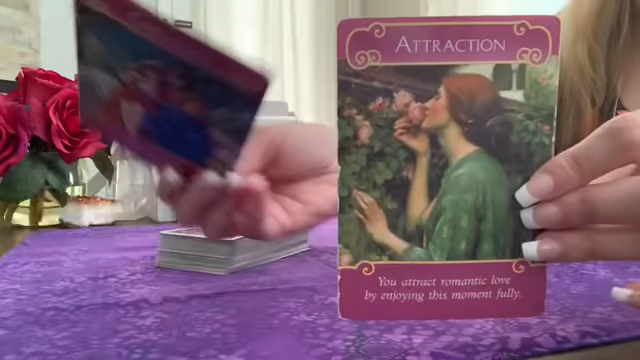 ATTRACTION
You attract romantic love
by enjoying this moment fully.